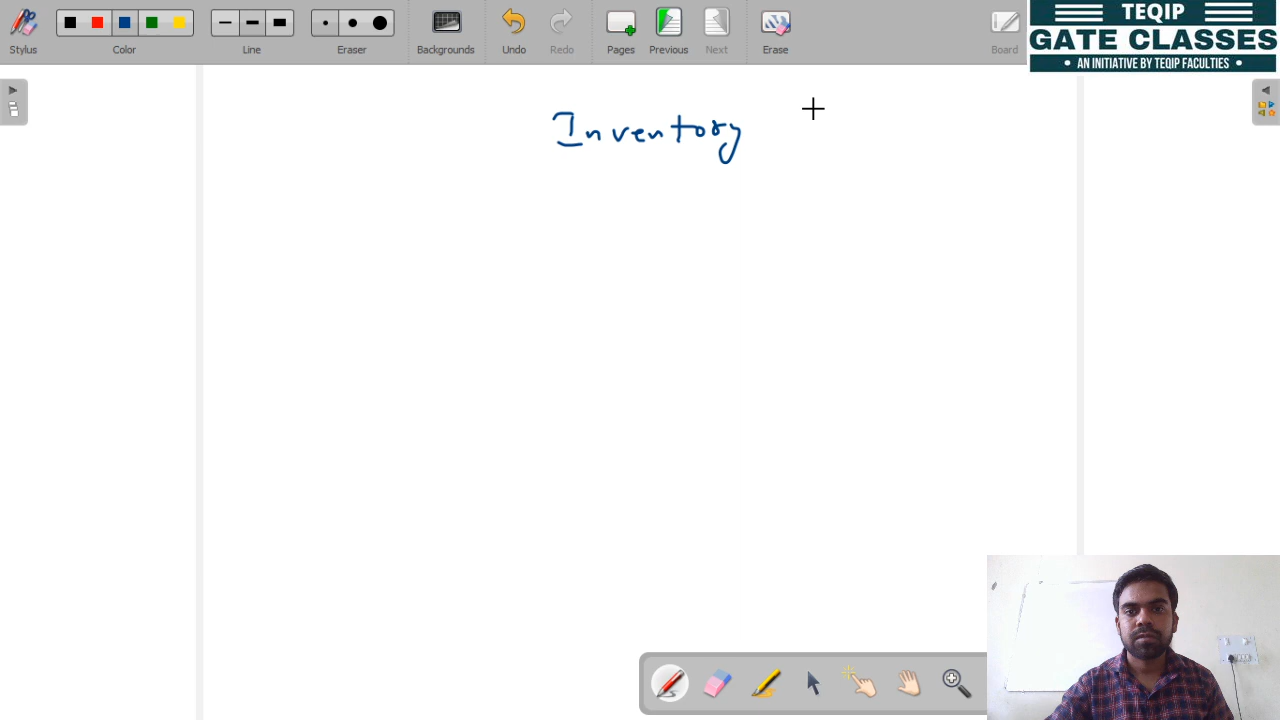 Stylus
Color
Line
Eraser
Backgrounds
Undo
Redo
Pages
Previous
Next
Erase
Board
TEQIP
GATE CLASSES
• AN INITIATIVE BY TEQIP FACULTIES •
Inventory